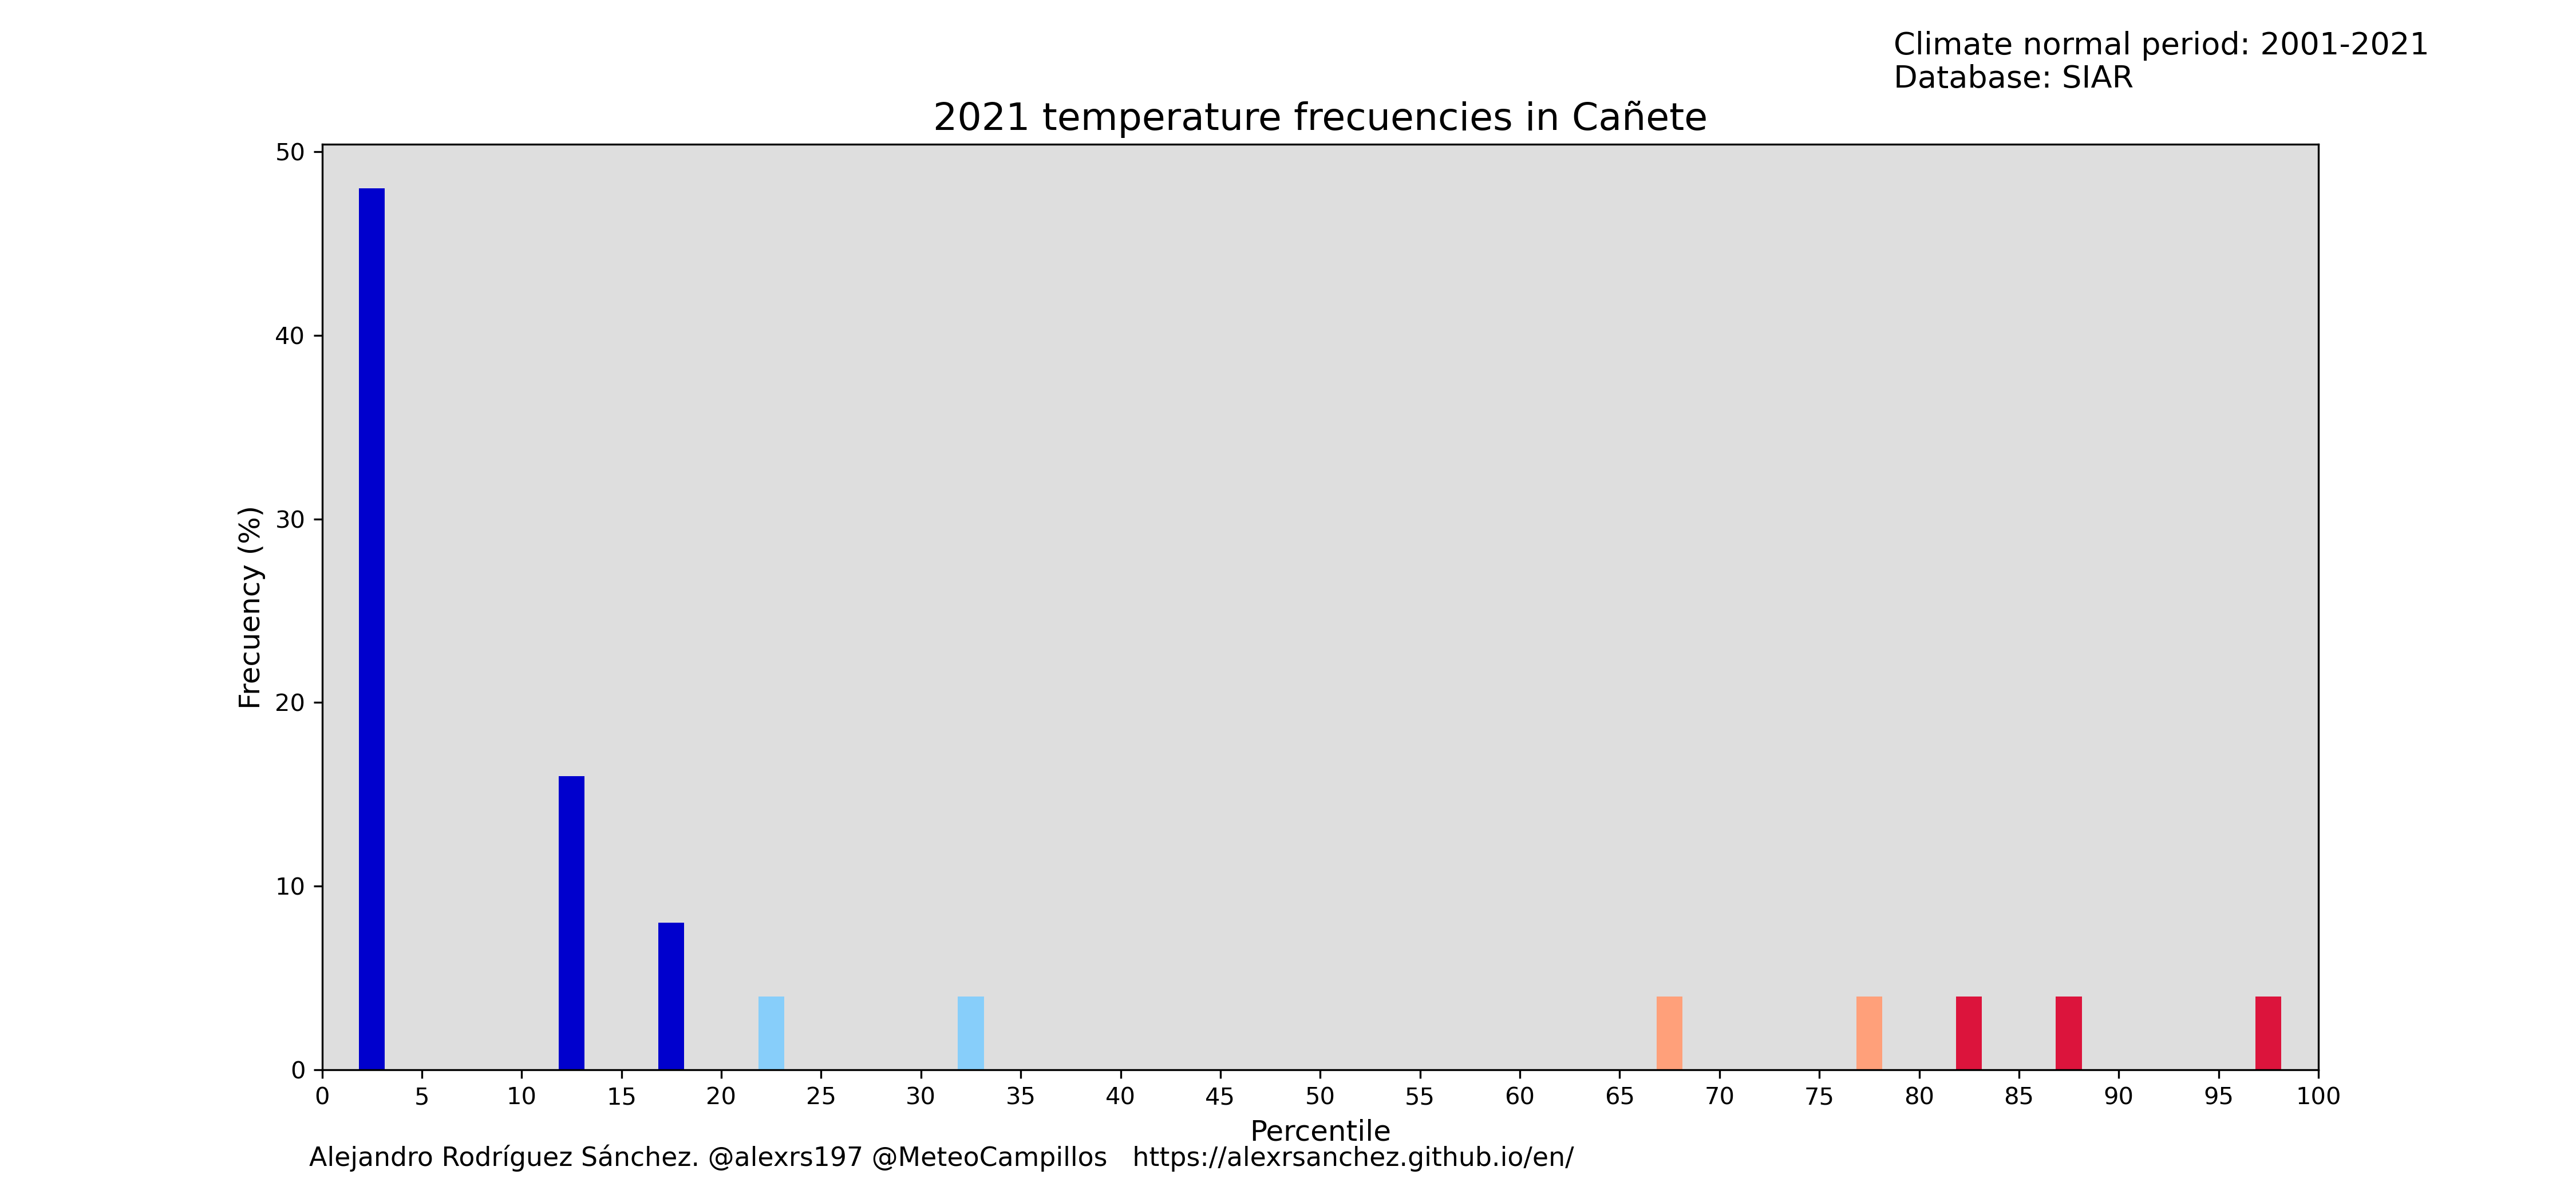 Climate normal period: 2001-2021
Database: SIAR
2021 temperature frecuencies in Cañete
50
40
30
20
10
0
Frecuency (%)
0 5 10 15 20 25 30 35 40 45 50 55 60 65 70 75 80 85 90 95 100
Percentile
Alejandro Rodríguez Sánchez. @alexrs197 @MeteoCampillos https://alexrsanchez.github.io/en/